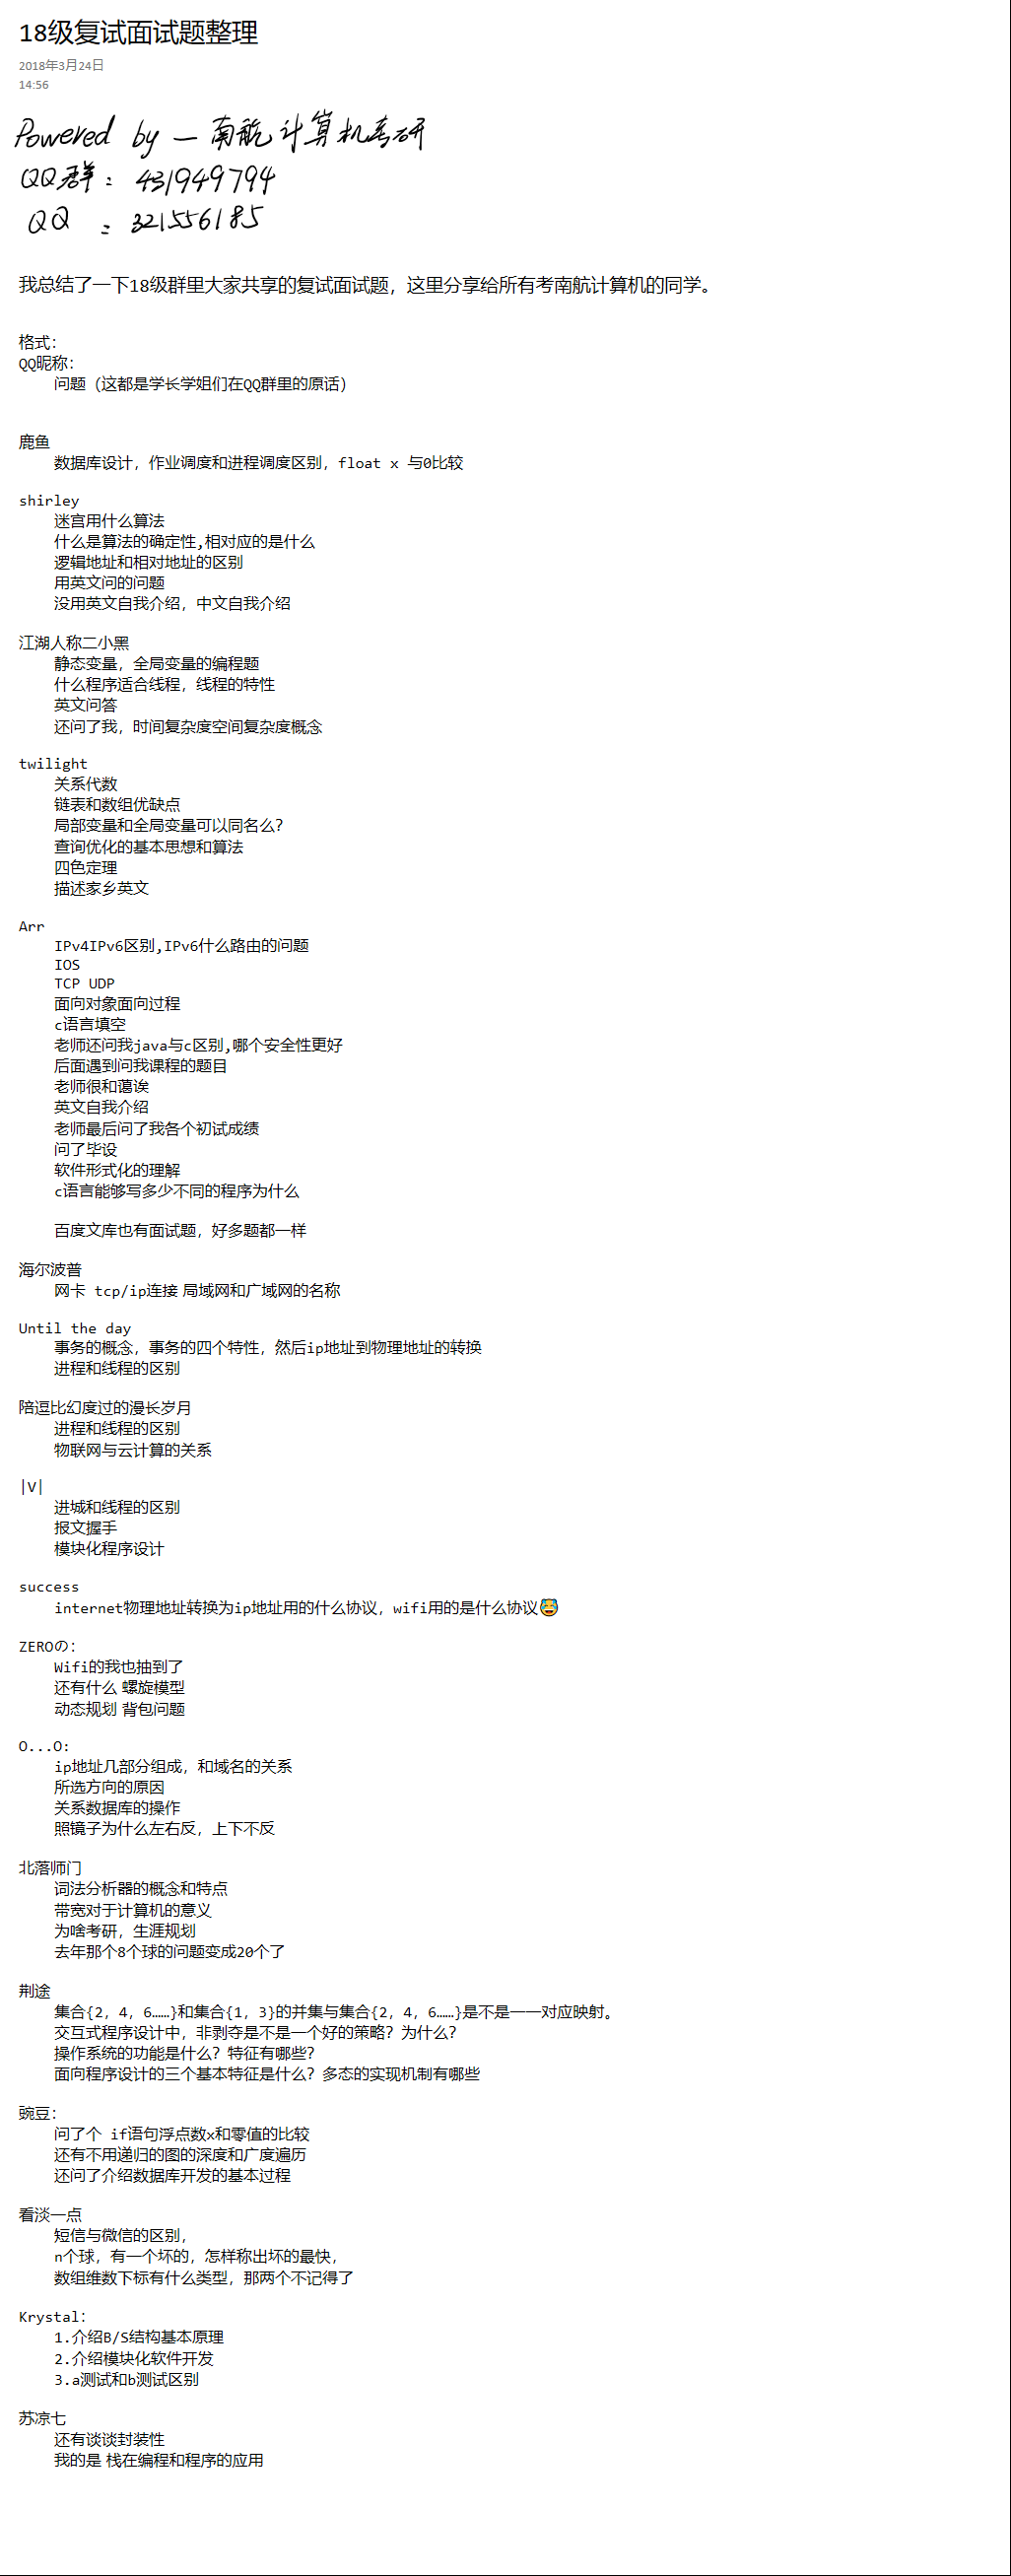 18级复试面试题整理
2018年3月24日
14:56
Powered by — 南航计算机考研
QQ群: 431949794
QQ : 321556185
我总结了一下18级群里大家共享的复试面试题，这里分享给所有考南航计算机的同学。
格式：
QQ昵称：
问题（这都是学长学姐们在QQ群里的原话）
鹿鱼
数据库设计，作业调度和进程调度区别，float x 与0比较
shirley
迷宫用什么算法
什么是算法的确定性,相对应的是什么
逻辑地址和相对地址的区别
用英文问的问题
没用英文自我介绍，中文自我介绍
江湖人称二小黑
静态变量，全局变量的编程题
什么程序适合线程，线程的特性
英文问答
还问了我，时间复杂度空间复杂度概念
twilight
关系代数
链表和数组优缺点
局部变量和全局变量可以同名么？
查询优化的基本思想和算法
四色定理
描述家乡英文
Arr
IPv4IPv6区别,IPv6什么路由的问题
IOS
TCP UDP
面向对象面向过程
c语言填空
老师还问我java与c区别,哪个安全性更好
后面遇到问我课程的题目
老师很和蔼诶
英文自我介绍
老师最后问了我各个初试成绩
问了毕设
软件形式化的理解
c语言能够写多少不同的程序为什么
百度文库也有面试题，好多题都一样
海尔波普
网卡 tcp/ip连接 局域网和广域网的名称
Until the day
事务的概念，事务的四个特性，然后ip地址到物理地址的转换
进程和线程的区别
陪逗比幻度过的漫长岁月
进程和线程的区别
物联网与云计算的关系
|V|
进城和线程的区别
报文握手
模块化程序设计
success
internet物理地址转换为ip地址用的什么协议，wifi用的是什么协议😅
ZEROの：
Wifi的我也抽到了
还有什么 螺旋模型
动态规划 背包问题
O...O:
ip地址几部分组成，和域名的关系
所选方向的原因
关系数据库的操作
照镜子为什么左右反，上下不反
北落师门
词法分析器的概念和特点
带宽对于计算机的意义
为啥考研，生涯规划
去年那个8个球的问题变成20个了
荆途
集合{2，4，6……}和集合{1，3}的并集与集合{2，4，6……}是不是一一对应映射。
交互式程序设计中，非剥夺是不是一个好的策略？为什么？
操作系统的功能是什么？特征有哪些？
面向程序设计的三个基本特征是什么？多态的实现机制有哪些
豌豆：
问了个 if语句浮点数x和零值的比较
还有不用递归的图的深度和广度遍历
还问了介绍数据库开发的基本过程
看淡一点
短信与微信的区别，
n个球，有一个坏的，怎样称出坏的最快，
数组维数下标有什么类型，那两个不记得了
Krystal：
1.介绍B/S结构基本原理
2.介绍模块化软件开发
3.a测试和b测试区别
苏凉七
还有谈谈封装性
我的是 栈在编程和程序的应用